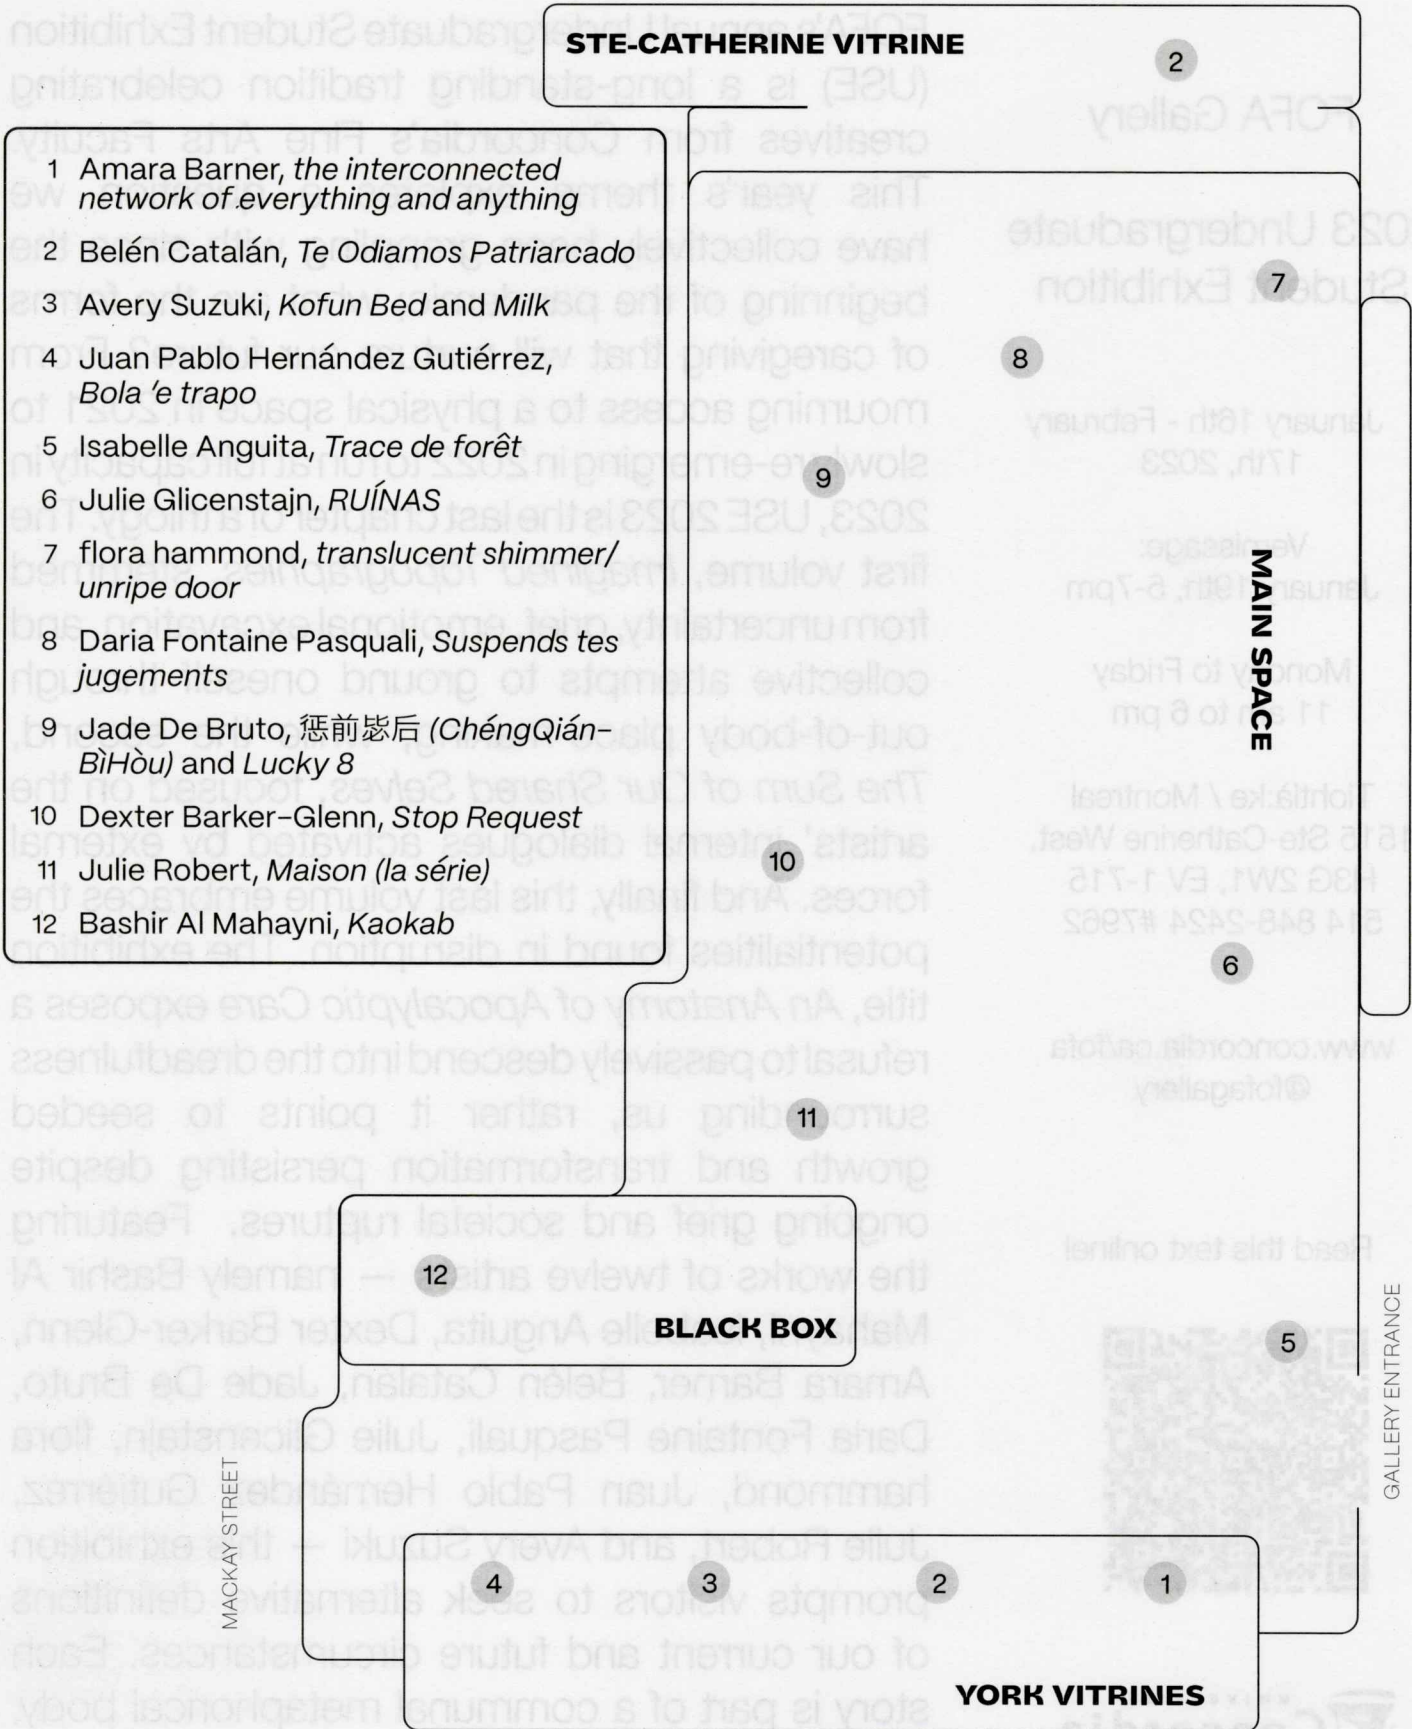 STE-CATHERINE VITRINE
2
1 Amara Barner, the interconnected
network of everything and anything
2 Belén Catalán, Te Odiamos Patriarcado
3 Avery Suzuki, Kofun Bed and Milk
4 Juan Pablo Hernández Gutiérrez,
Bola ‘e trapo
5 Isabelle Anguita, Trace de forêt
6 Julie Glicenstajn, RUÍNAS
7 flora hammond, translucent shimmer/
unripe door
8 Daria Fontaine Pasquali, Suspends tes
jugements
9 Jade De Bruto, 惩前毖后 (ChéngQián–
BìHòu) and Lucky 8
10 Dexter Barker–Glenn, Stop Request
11 Julie Robert, Maison (la série)
12 Bashir Al Mahayni, Kaokab
7
8
9
MAIN SPACE
10
6
11
12
BLACK BOX
5
GALLERY ENTRANCE
MACKAY STREET
4
3
2
1
YORK VITRINES